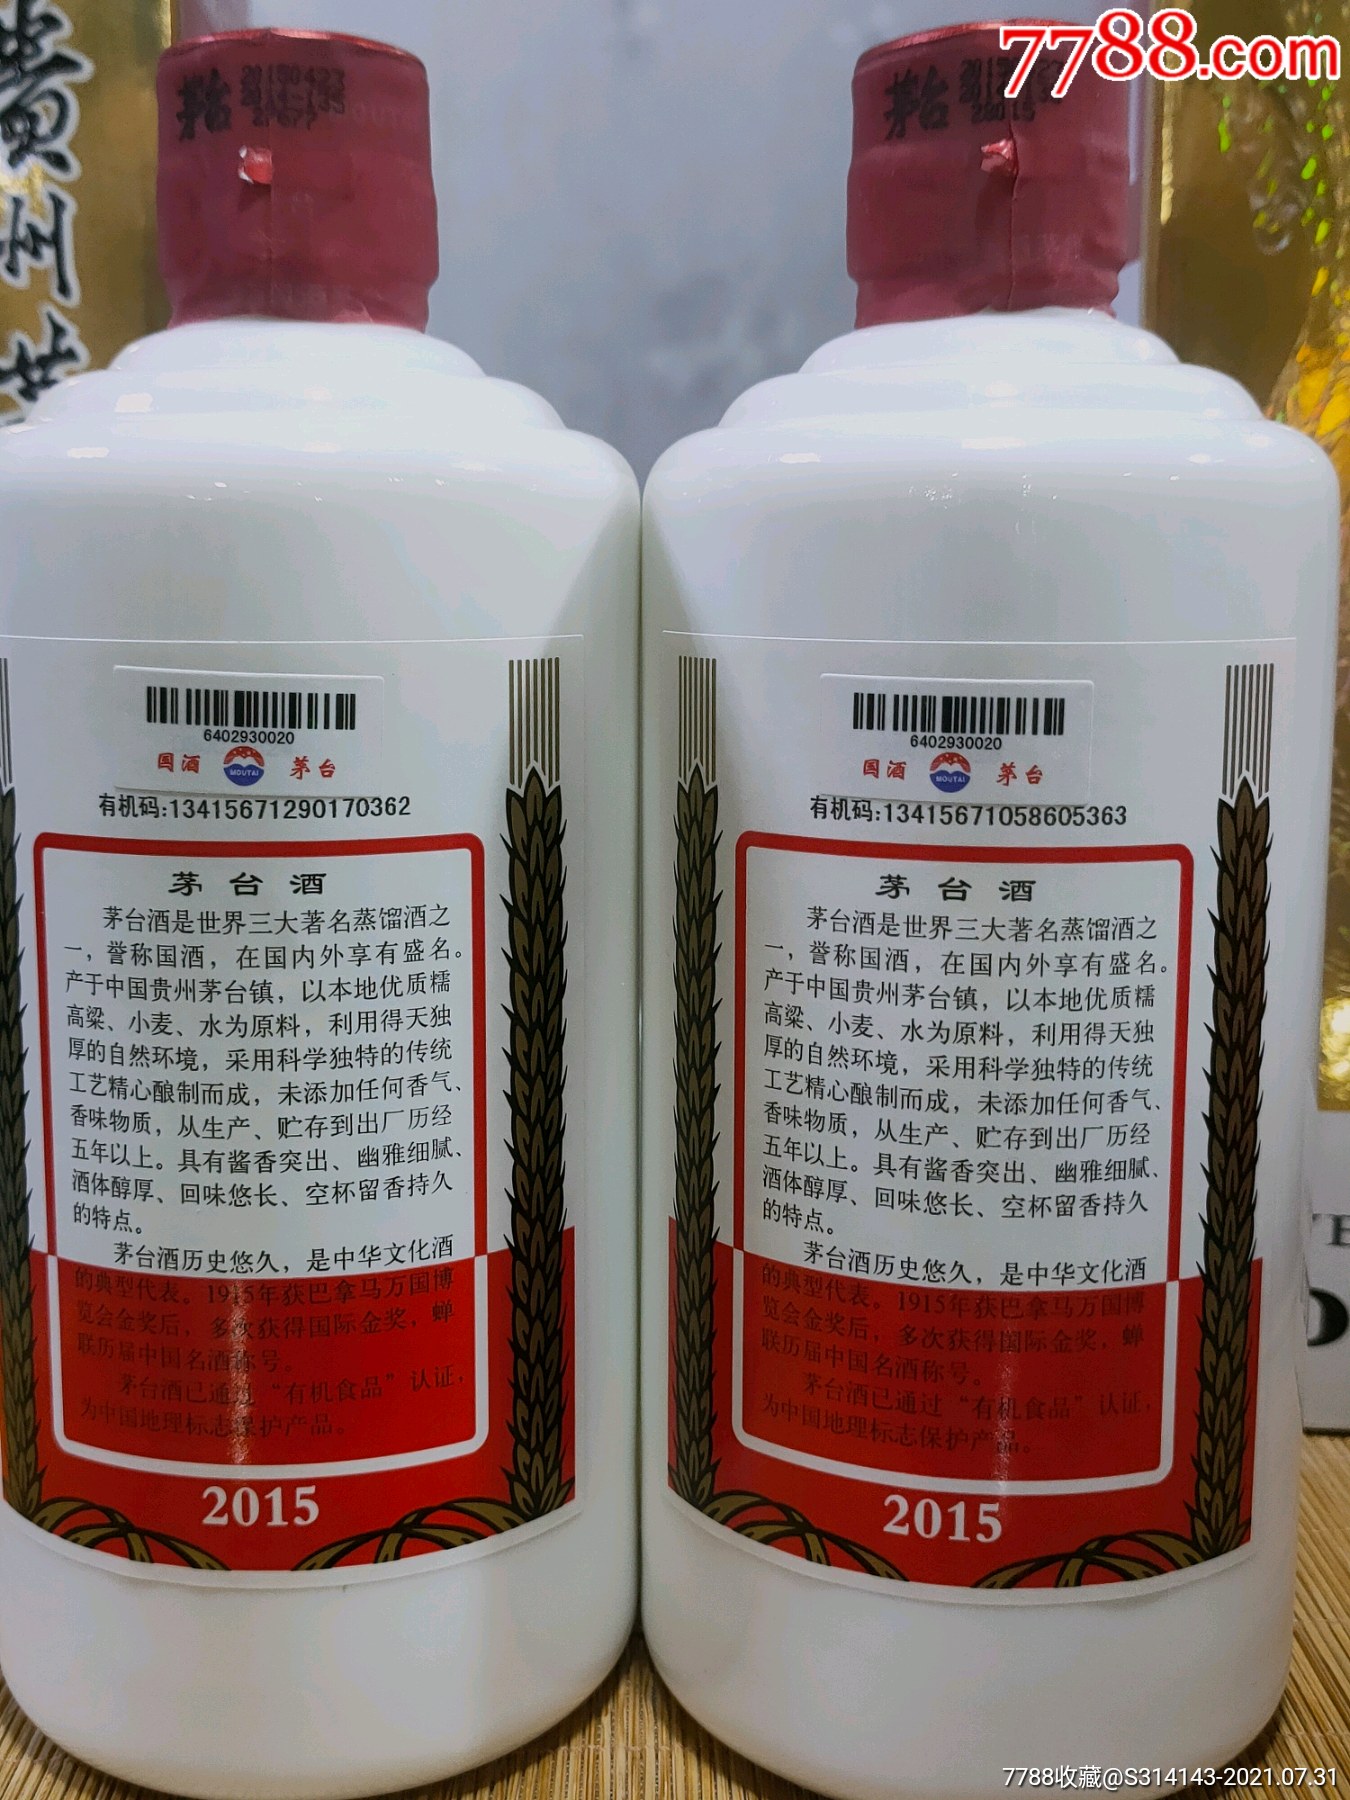 7788.com
貴州茅
茅台
20150423
茅台
6402930020
国酒 MOUTAI 茅台
有机码:13415671290170362
茅台酒
茅台酒是世界三大著名蒸馏酒之
一，誉称国酒，在国内外享有盛名。
产于中国贵州茅台镇，以本地优质糯
高粱、小麦、水为原料，利用得天独
厚的自然环境，采用科学独特的传统
工艺精心酿制而成，未添加任何香气、
香味物质，从生产、贮存到出厂历经
五年以上。具有酱香突出、幽雅细腻、
酒体醇厚、回味悠长、空杯留香持久
的特点。
茅台酒历史悠久，是中华文化酒
的典型代表。1915年获巴拿马万国博
览会金奖后，多次获得国际金奖，蝉
联历届中国名酒称号。
茅台酒已通过“有机食品”认证，
为中国地理标志保护产品。
2015
6402930020
国酒 MOUTAI 茅台
有机码:13415671058605363
茅台酒
茅台酒是世界三大著名蒸馏酒之
一，誉称国酒，在国内外享有盛名。
产于中国贵州茅台镇，以本地优质糯
高粱、小麦、水为原料，利用得天独
厚的自然环境，采用科学独特的传统
工艺精心酿制而成，未添加任何香气、
香味物质，从生产、贮存到出厂历经
五年以上。具有酱香突出、幽雅细腻、
酒体醇厚、回味悠长、空杯留香持久
的特点。
茅台酒历史悠久，是中华文化酒
的典型代表。1915年获巴拿马万国博
览会金奖后，多次获得国际金奖，蝉
联历届中国名酒称号。
茅台酒已通过“有机食品”认证，
为中国地理标志保护产品。
2015
7788收藏@S314143-2021.07.31